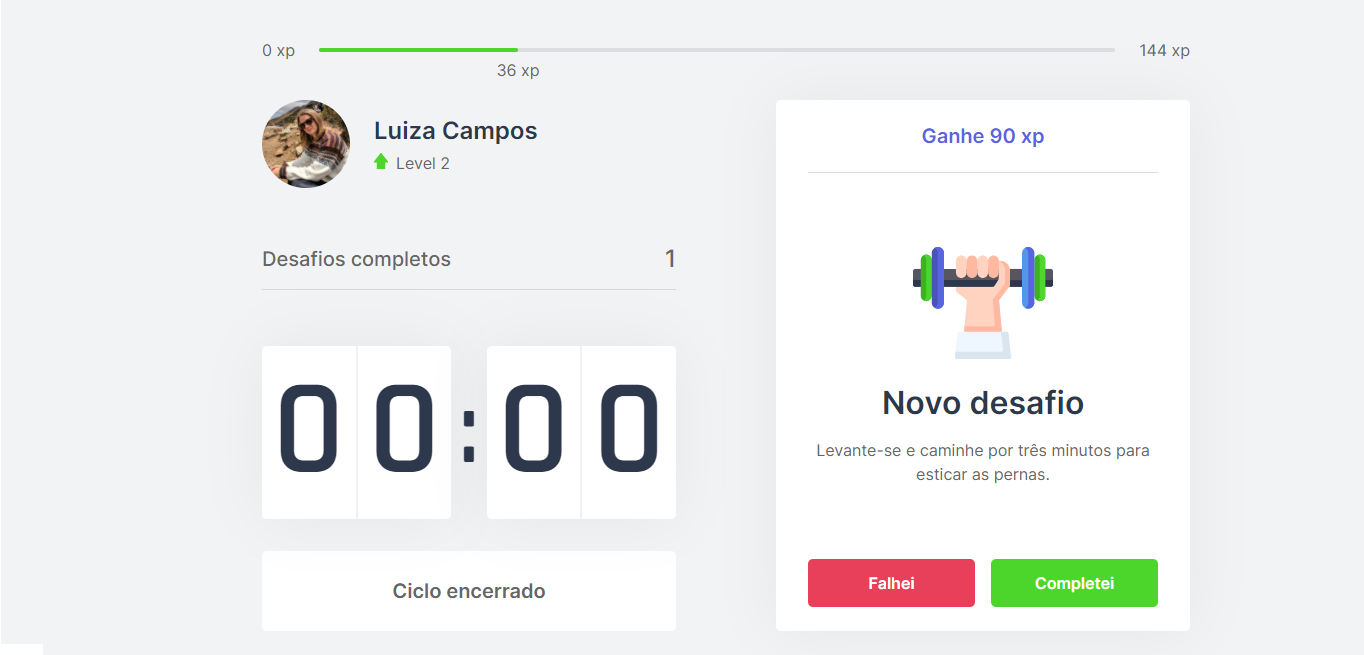 0 xp
144 xp
36 xp
Luiza Campos
Level 2
Desafios completos 1
00:00
Ciclo encerrado
Ganhe 90 xp
Novo desafio
Levante-se e caminhe por três minutos para
esticar as pernas.
Falhei
Completei